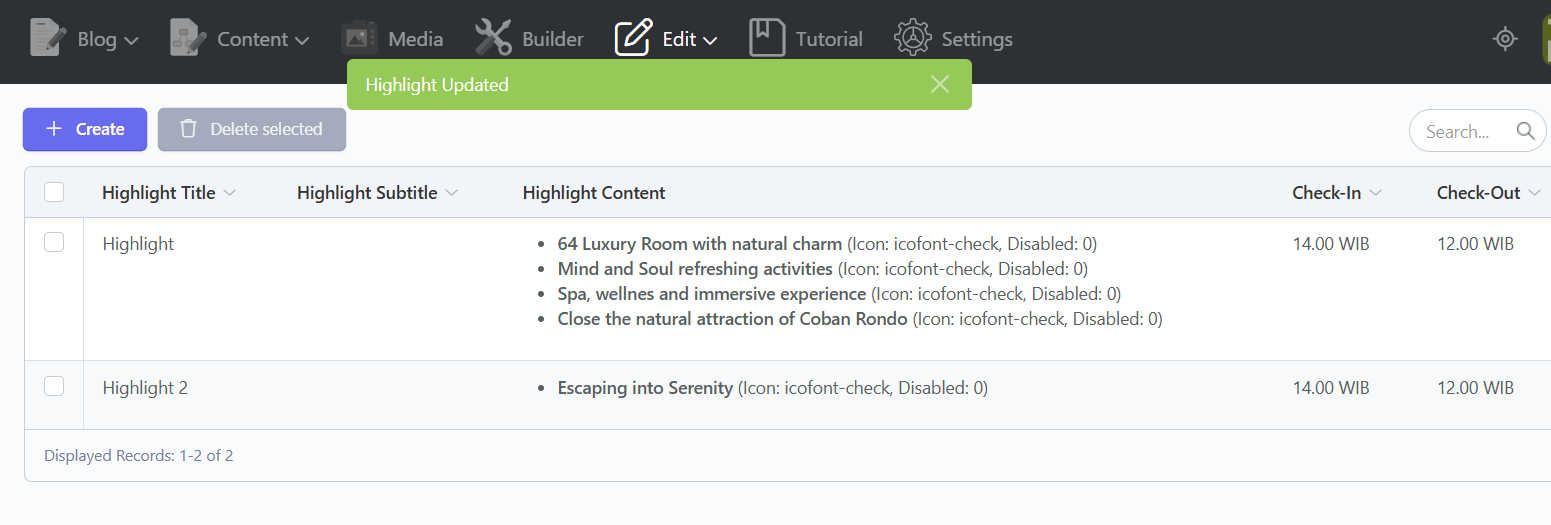 Blog Content Media Builder Edit Tutorial Settings
Highlight Updated
Create Delete selected Search...
Highlight Title Highlight Subtitle Highlight Content Check-In Check-Out
Highlight
64 Luxury Room with natural charm (Icon: icofont-check, Disabled: 0)
14.00 WIB 12.00 WIB
Mind and Soul refreshing activities (Icon: icofont-check, Disabled: 0)
Spa, wellnes and immersive experience (Icon: icofont-check, Disabled: 0)
Close the natural attraction of Coban Rondo (Icon: icofont-check, Disabled: 0)
Highlight 2
Escaping into Serenity (Icon: icofont-check, Disabled: 0)
14.00 WIB 12.00 WIB
Displayed Records: 1-2 of 2